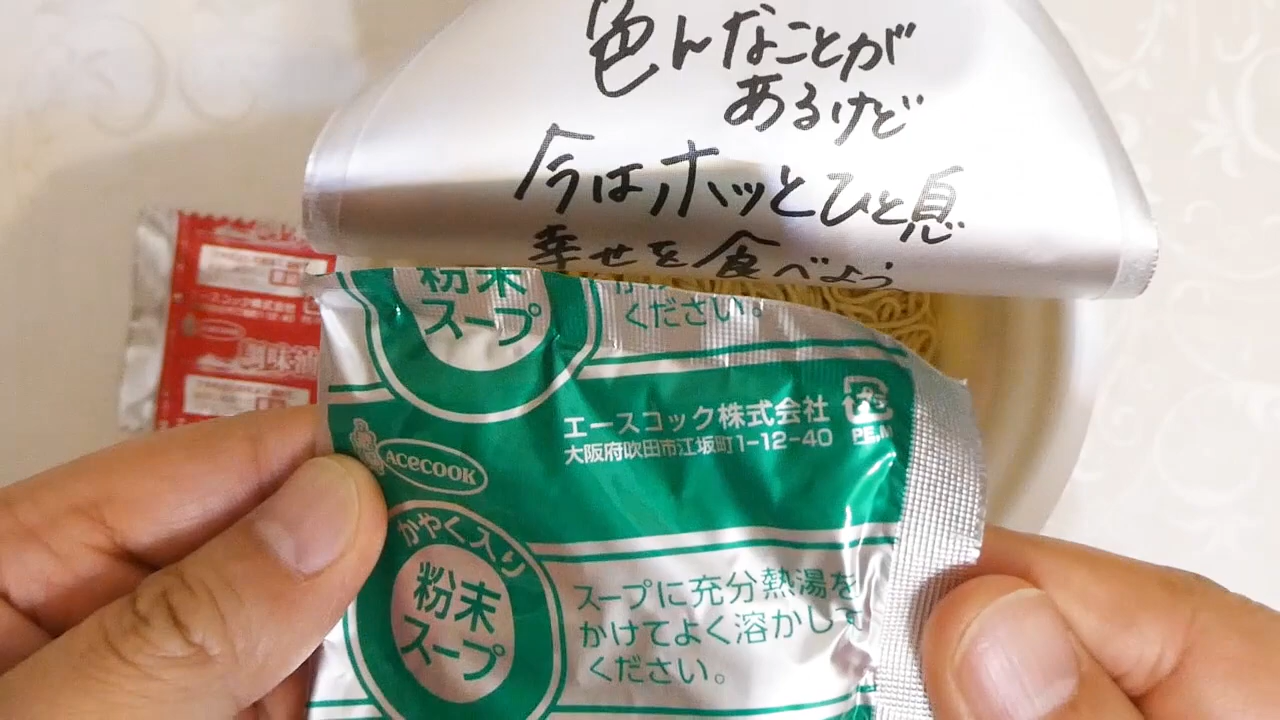 色んなことが
あるけど
今はホッとひと息
幸せを食べよう
粉末
スープ
ください。
エースコック株式会社
大阪府吹田市江坂町1-12-40
PE,M
ACECOOK
かやく入り
粉末
スープ
スープに充分熱湯を
かけてよく溶かして
ください。
エースコック株式会社
調味油